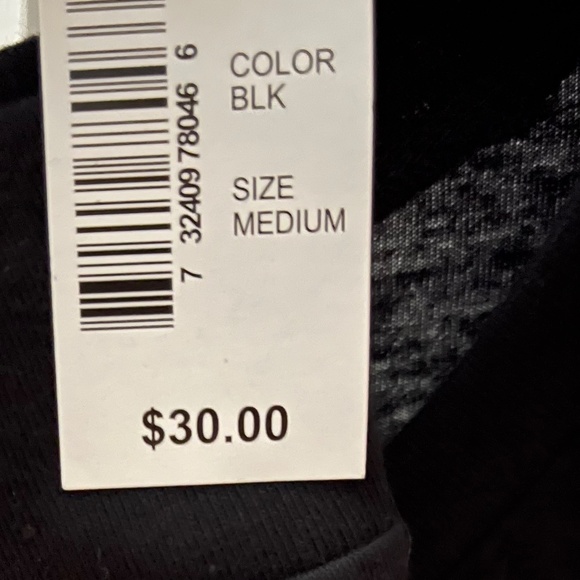 COLOR
BLK
SIZE
MEDIUM
7 32409 78046 6
$30.00